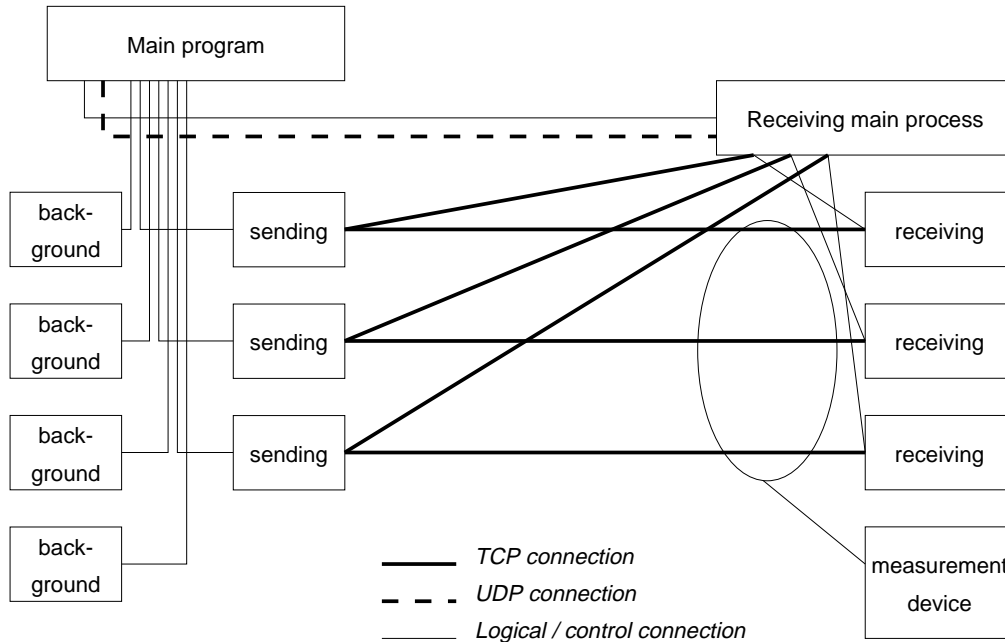 Main program
Receiving main process
back-
ground
sending
receiving
back-
ground
sending
receiving
back-
ground
sending
receiving
back-
ground
measurement
device
TCP connection
UDP connection
Logical / control connection